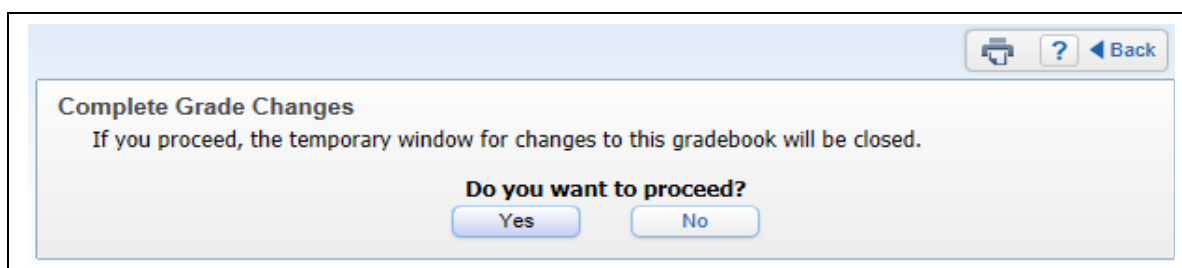 ? Back
Complete Grade Changes
If you proceed, the temporary window for changes to this gradebook will be closed.
Do you want to proceed?
Yes No